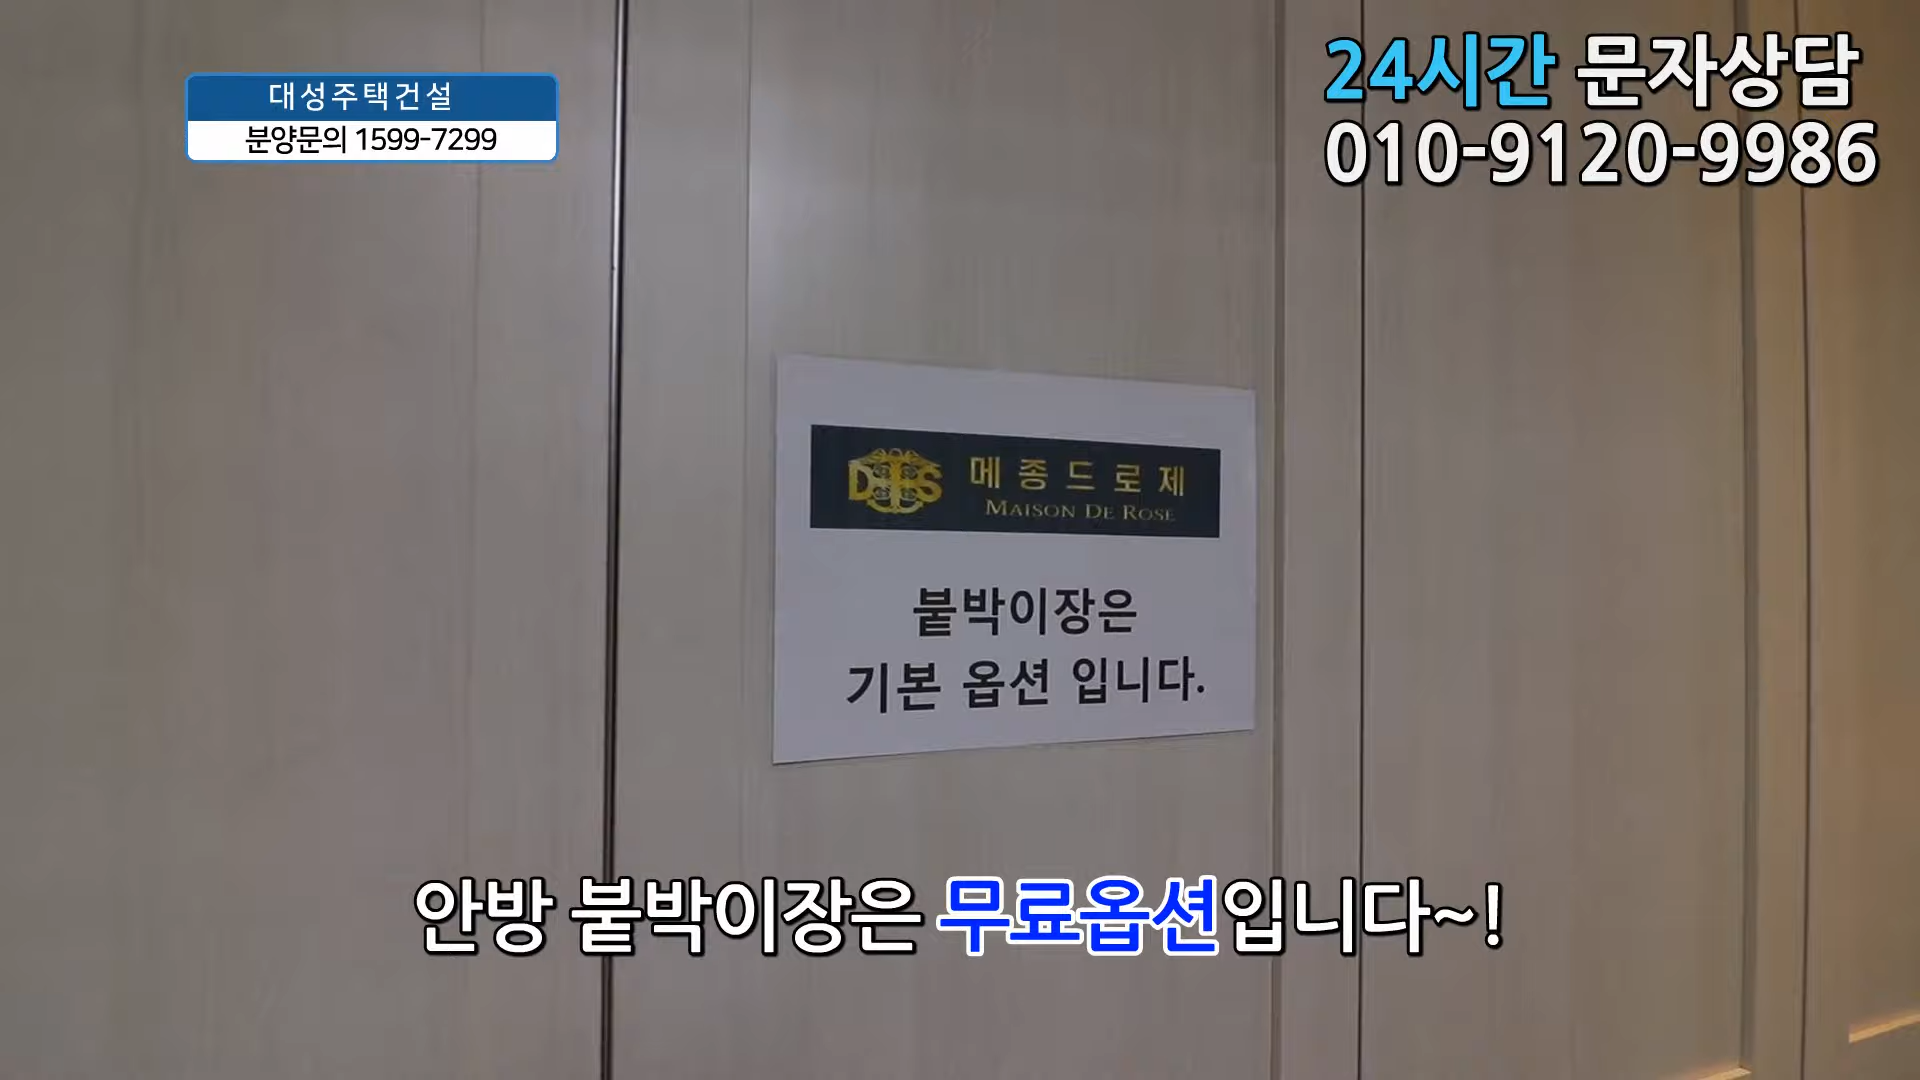 대성주택건설
분양문의 1599-7299
24시간 문자상담
010-9120-9986
DJS 메종드로제
MAISON DE ROSE
붙박이장은
기본 옵션 입니다.
안방 붙박이장은 무료옵션입니다~!